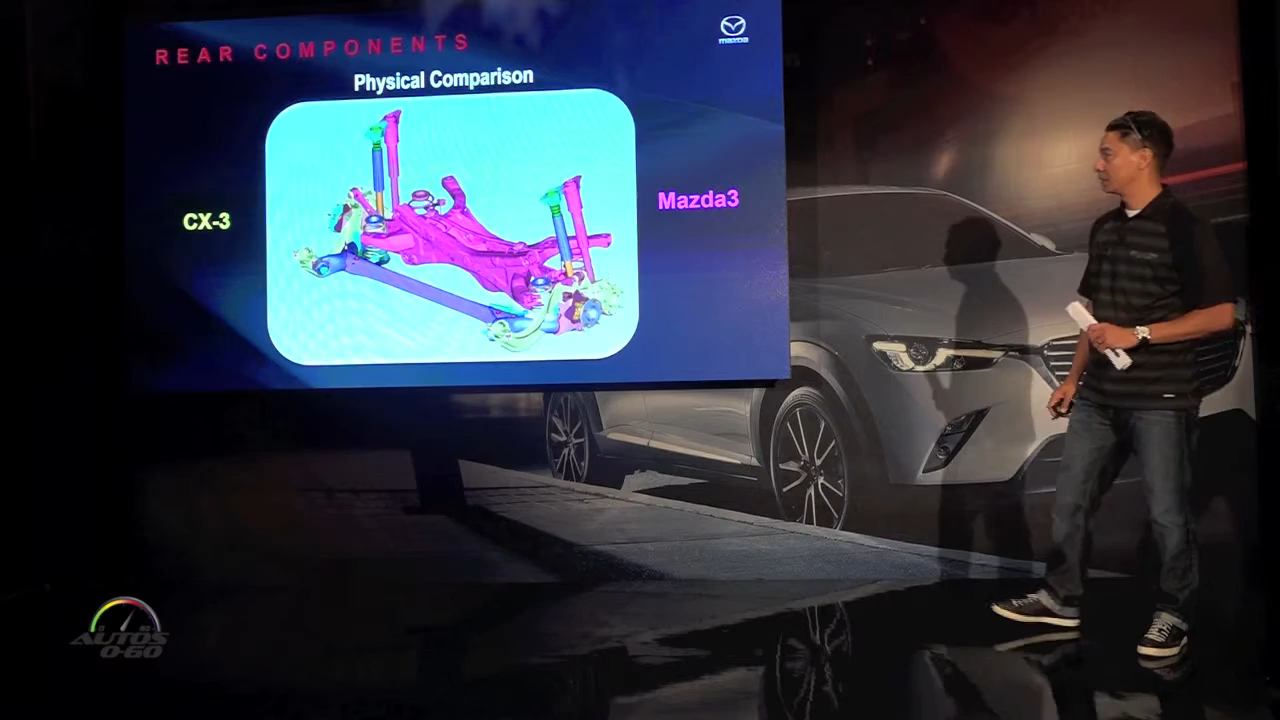 REAR COMPONENTS
mazda
Physical Comparison
CX-3
Mazda3
AUTOS
0-60